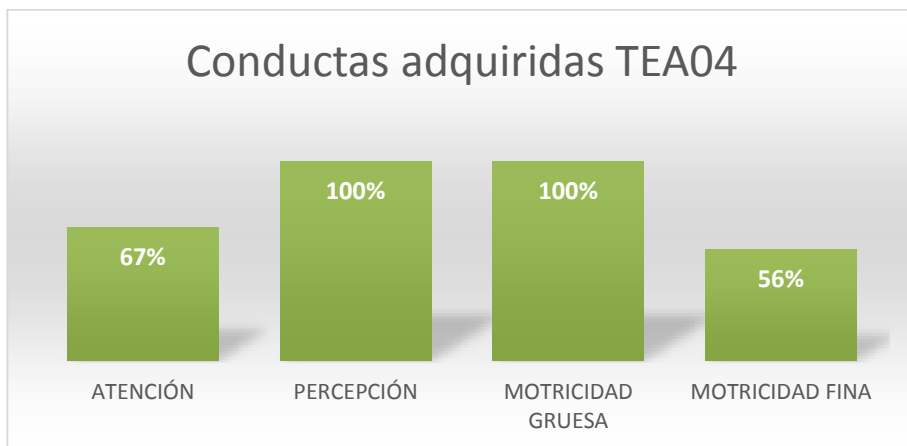 Conductas adquiridas TEA04
67%
100%
100%
56%
ATENCIÓN
PERCEPCIÓN
MOTRICIDAD
GRUESA
MOTRICIDAD FINA